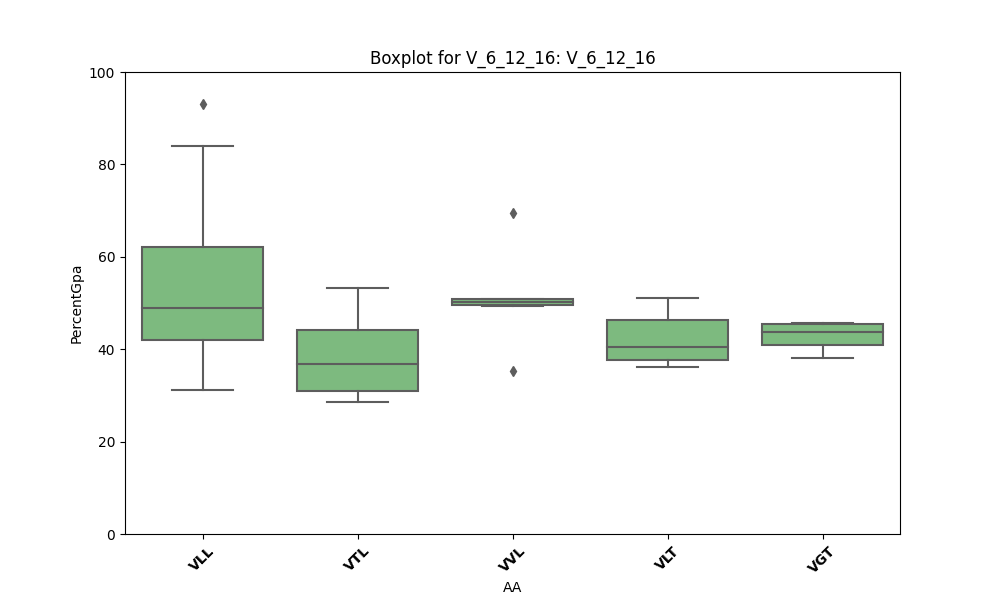 Boxplot for V_6_12_16: V_6_12_16
PercentGpa
100
80
60
40
20
0
VLL
VTL
VVL
VLT
VGT
AA